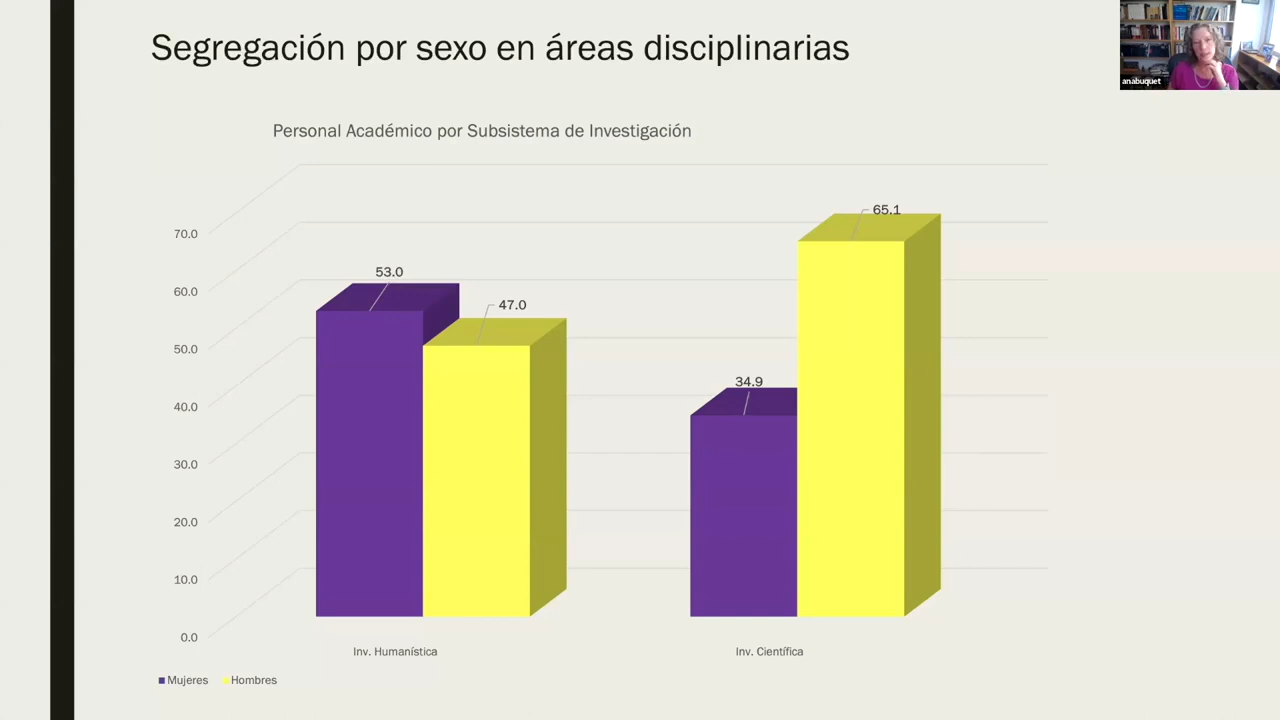 Segregación por sexo en áreas disciplinarias
anabuquet
Personal Académico por Subsistema de Investigación
70.0
60.0
50.0
40.0
30.0
20.0
10.0
0.0
53.0
47.0
34.9
65.1
Inv. Humanística
Inv. Científica
Mujeres
Hombres